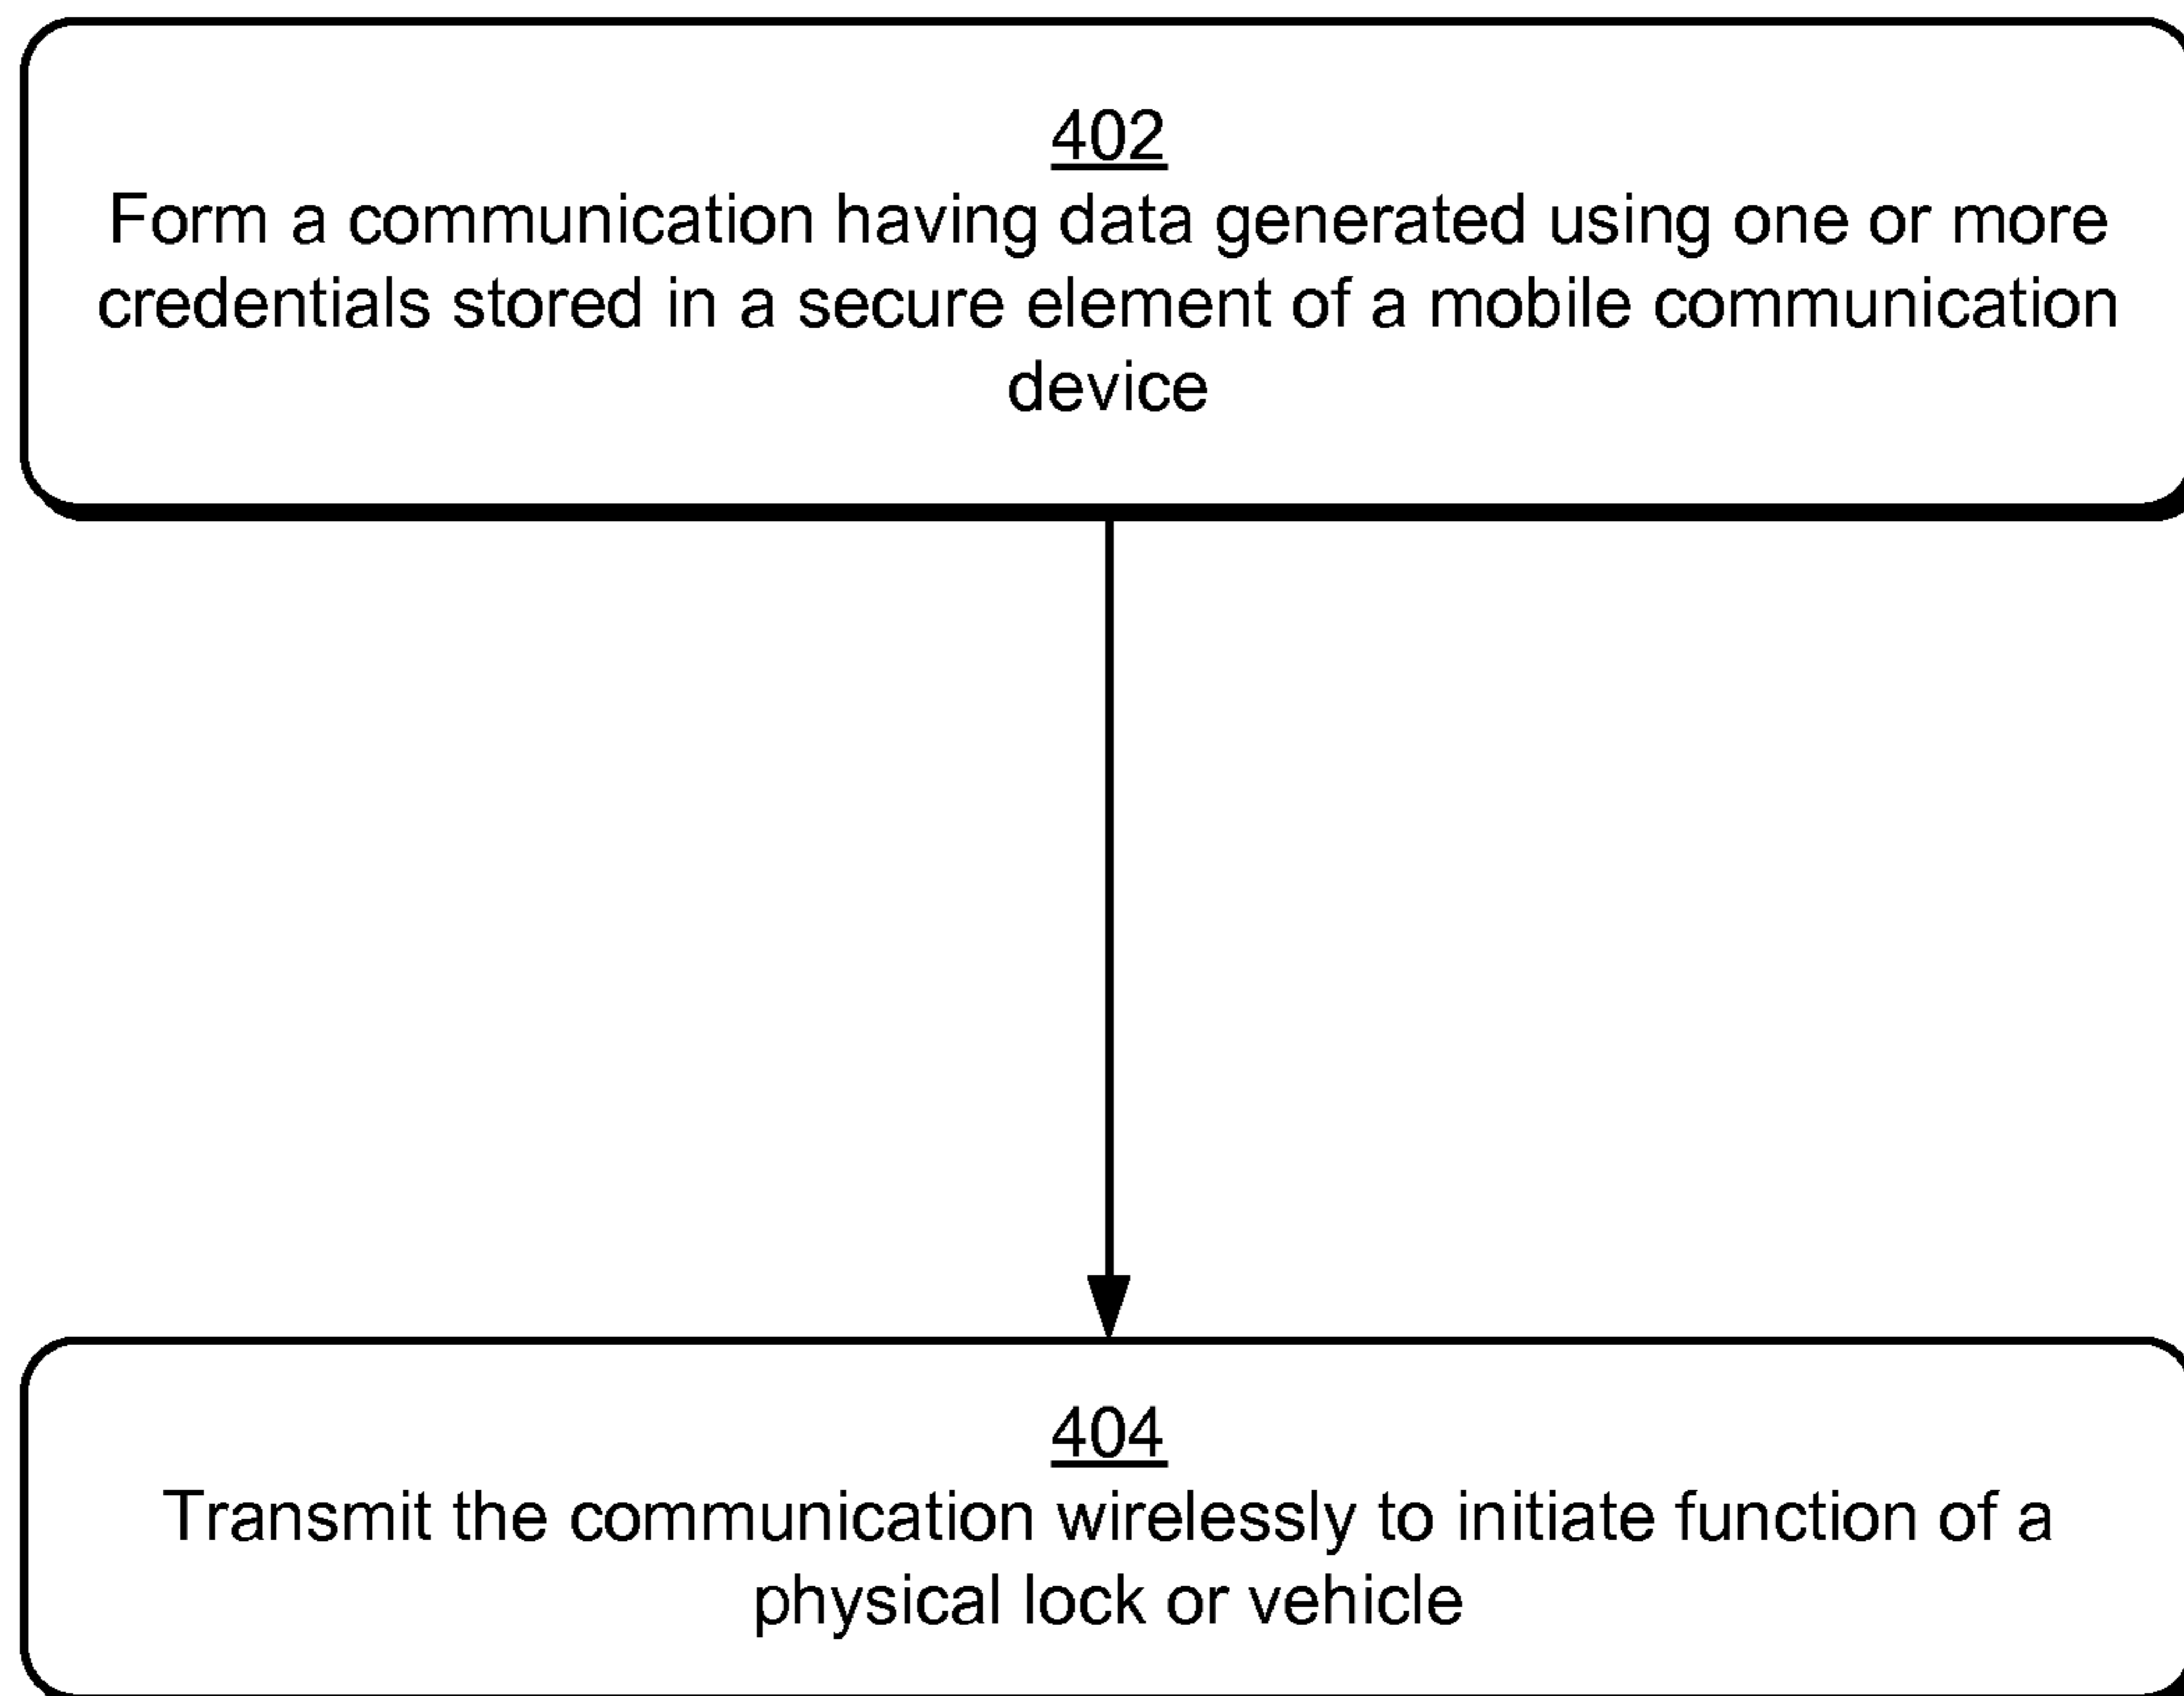 402
Form a communication having data generated using one or more
credentials stored in a secure element of a mobile communication
device
404
Transmit the communication wirelessly to initiate function of a
physical lock or vehicle